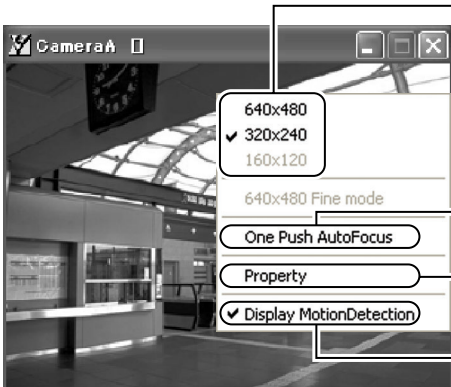 CameraA
640x480
320x240
160x120
640x480 Fine mode
One Push AutoFocus
Property
Display MotionDetection